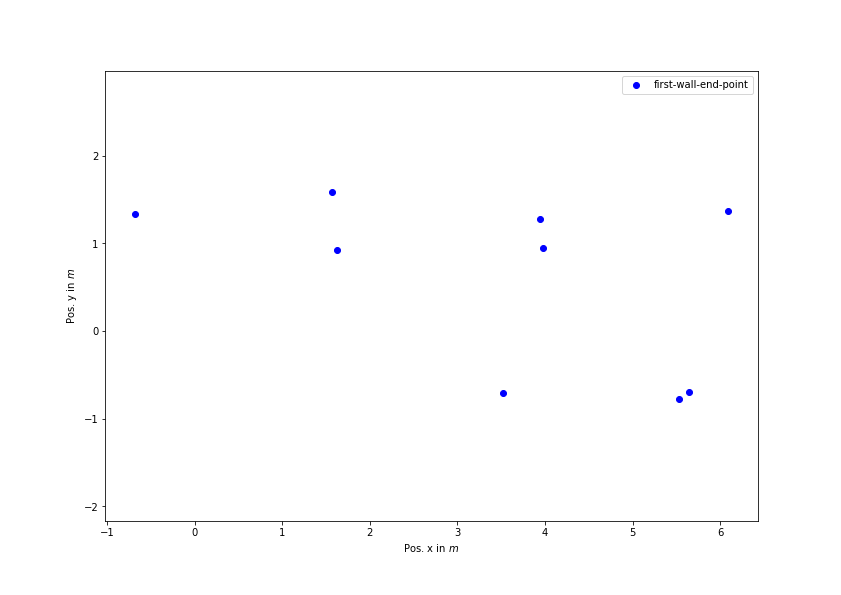 first-wall-end-point
2
1
0
−1
−2
Pos. y in m
−1 0 1 2 3 4 5 6
Pos. x in m